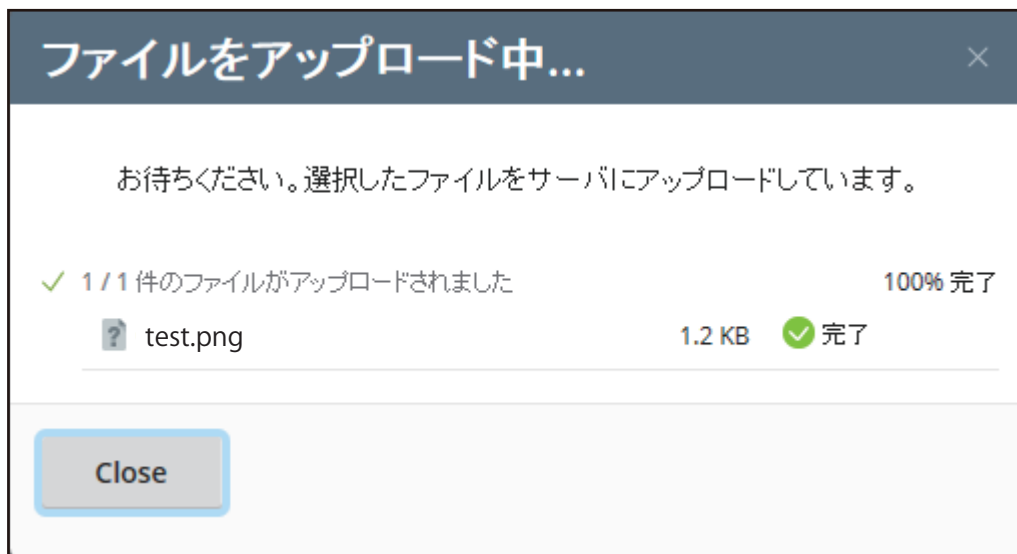 ファイルをアップロード中...
お待ちください。選択したファイルをサーバにアップロードしています。
1 / 1 件のファイルがアップロードされました 100% 完了
test.png 1.2 KB 完了
Close